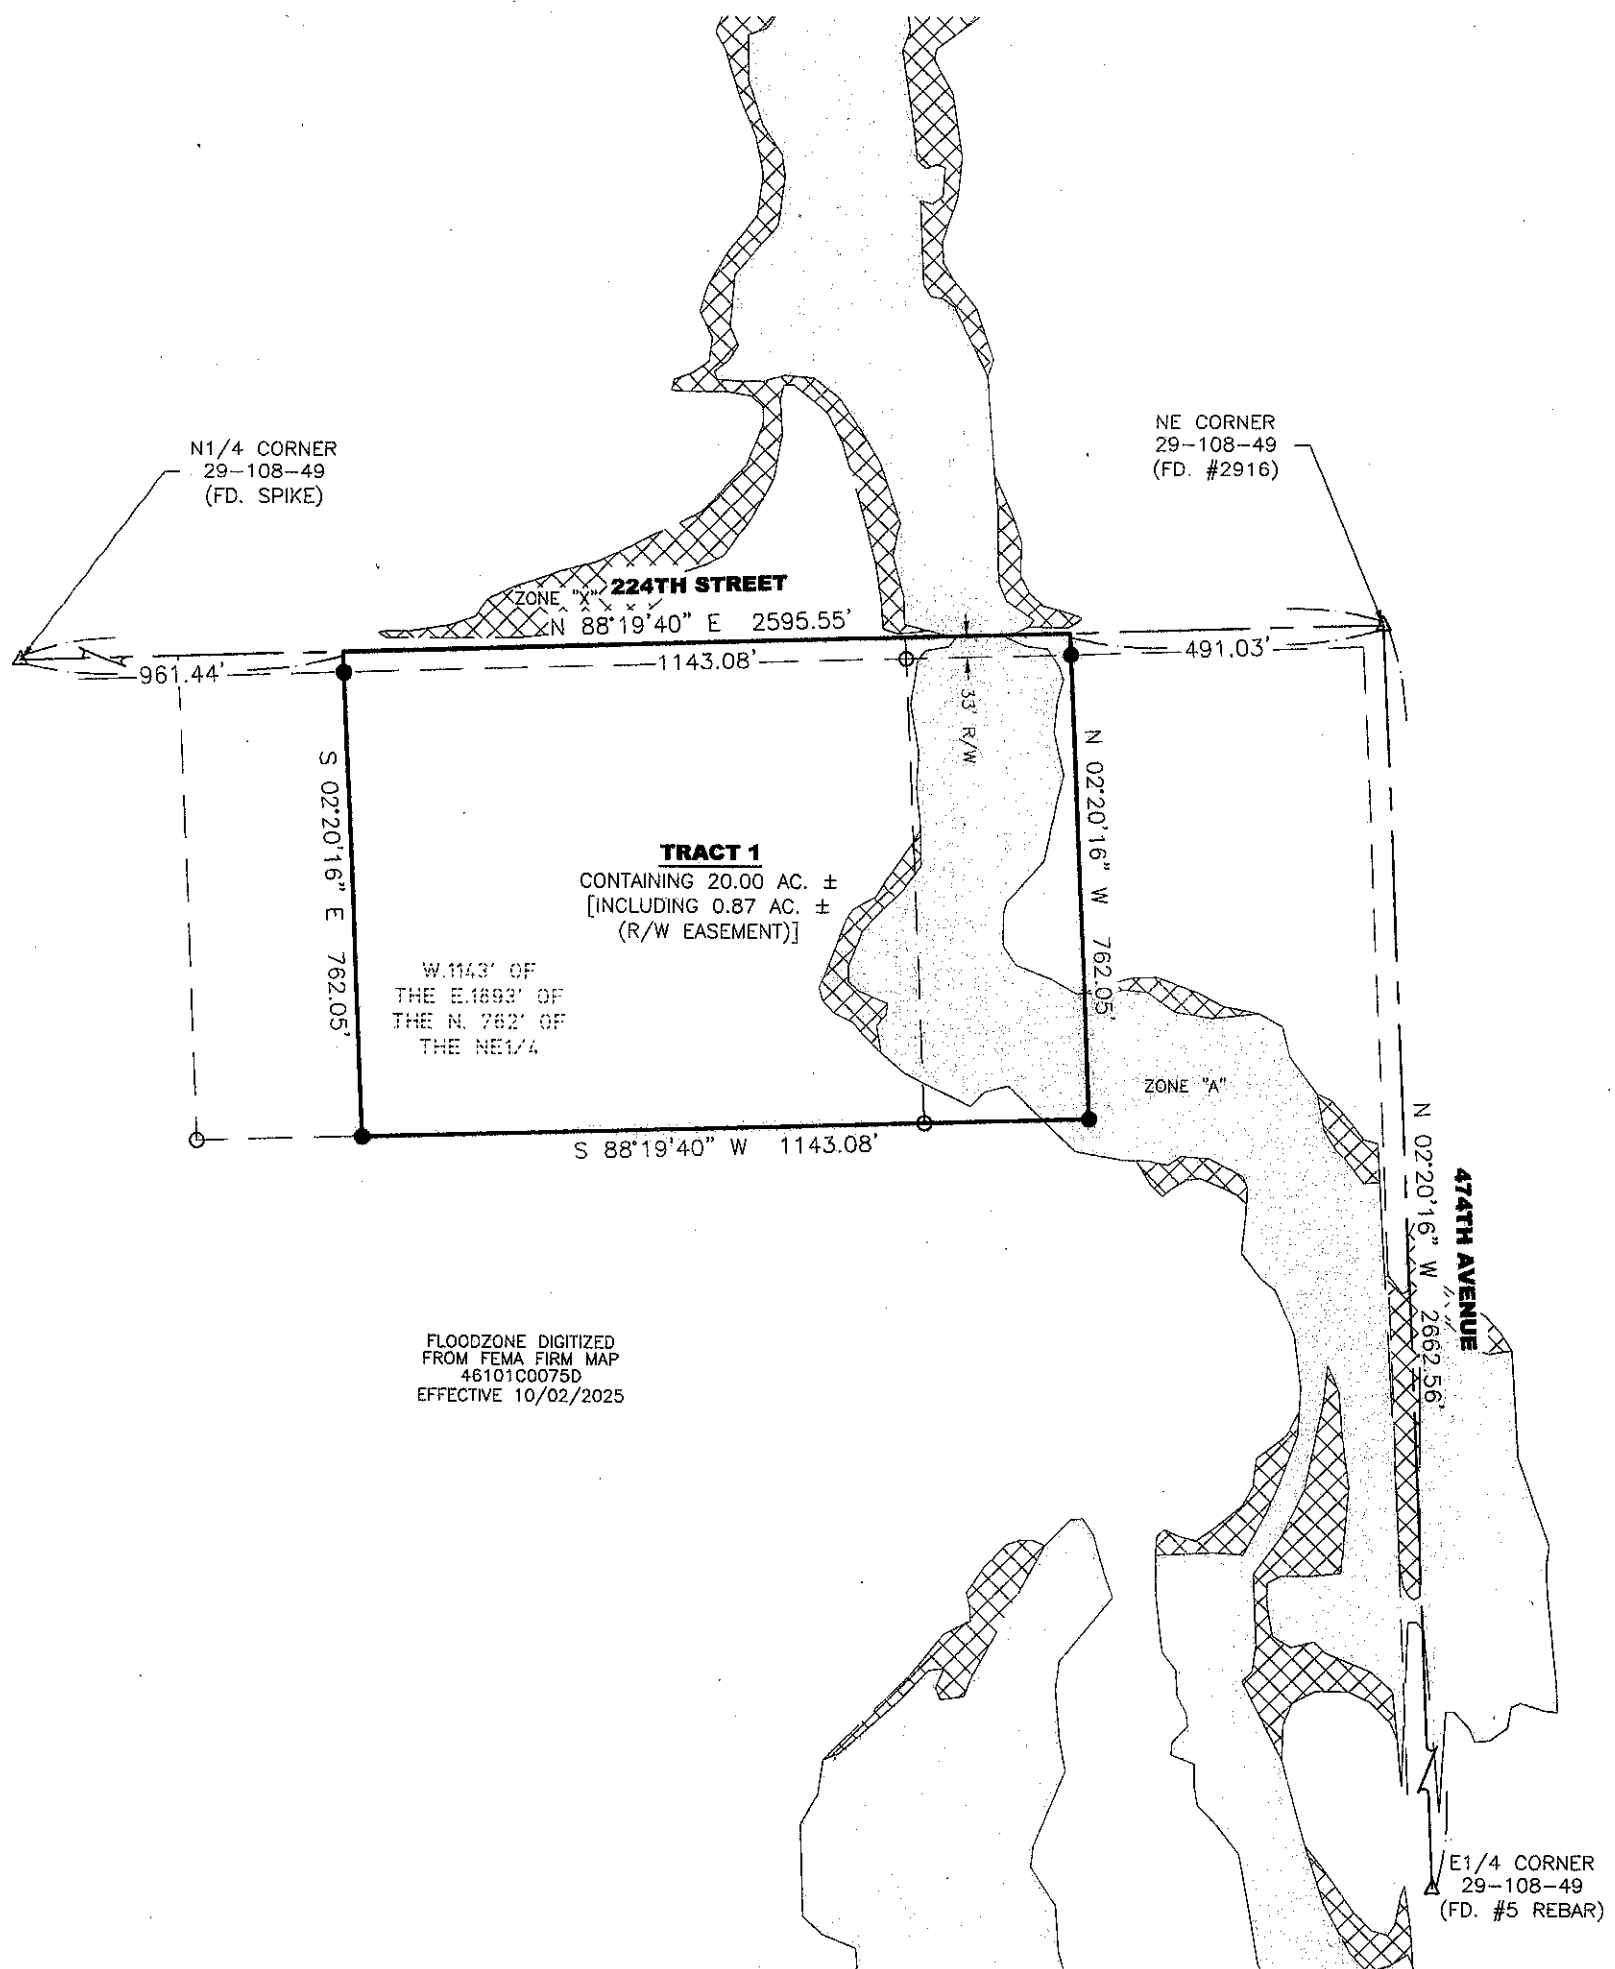 N1/4 CORNER
29-108-49
(FD. SPIKE)
NE CORNER
29-108-49
(FD. #2916)
ZONE "X"
224TH STREET
N 88°19'40" E 2595.55'
961.44'
1143.08'
491.03'
33' R/W
S 02°20'16" E 762.05'
N 02°20'16" W 762.05'
TRACT 1
CONTAINING 20.00 AC. ±
[INCLUDING 0.87 AC. ±
(R/W EASEMENT)]
W.1143' OF
THE E.1893' OF
THE N. 762' OF
THE NE1/4
ZONE "A"
S 88°19'40" W 1143.08'
N 02°20'16" W 2662.56'
474TH AVENUE
FLOODZONE DIGITIZED
FROM FEMA FIRM MAP
46101C0075D
EFFECTIVE 10/02/2025
E1/4 CORNER
29-108-49
(FD. #5 REBAR)